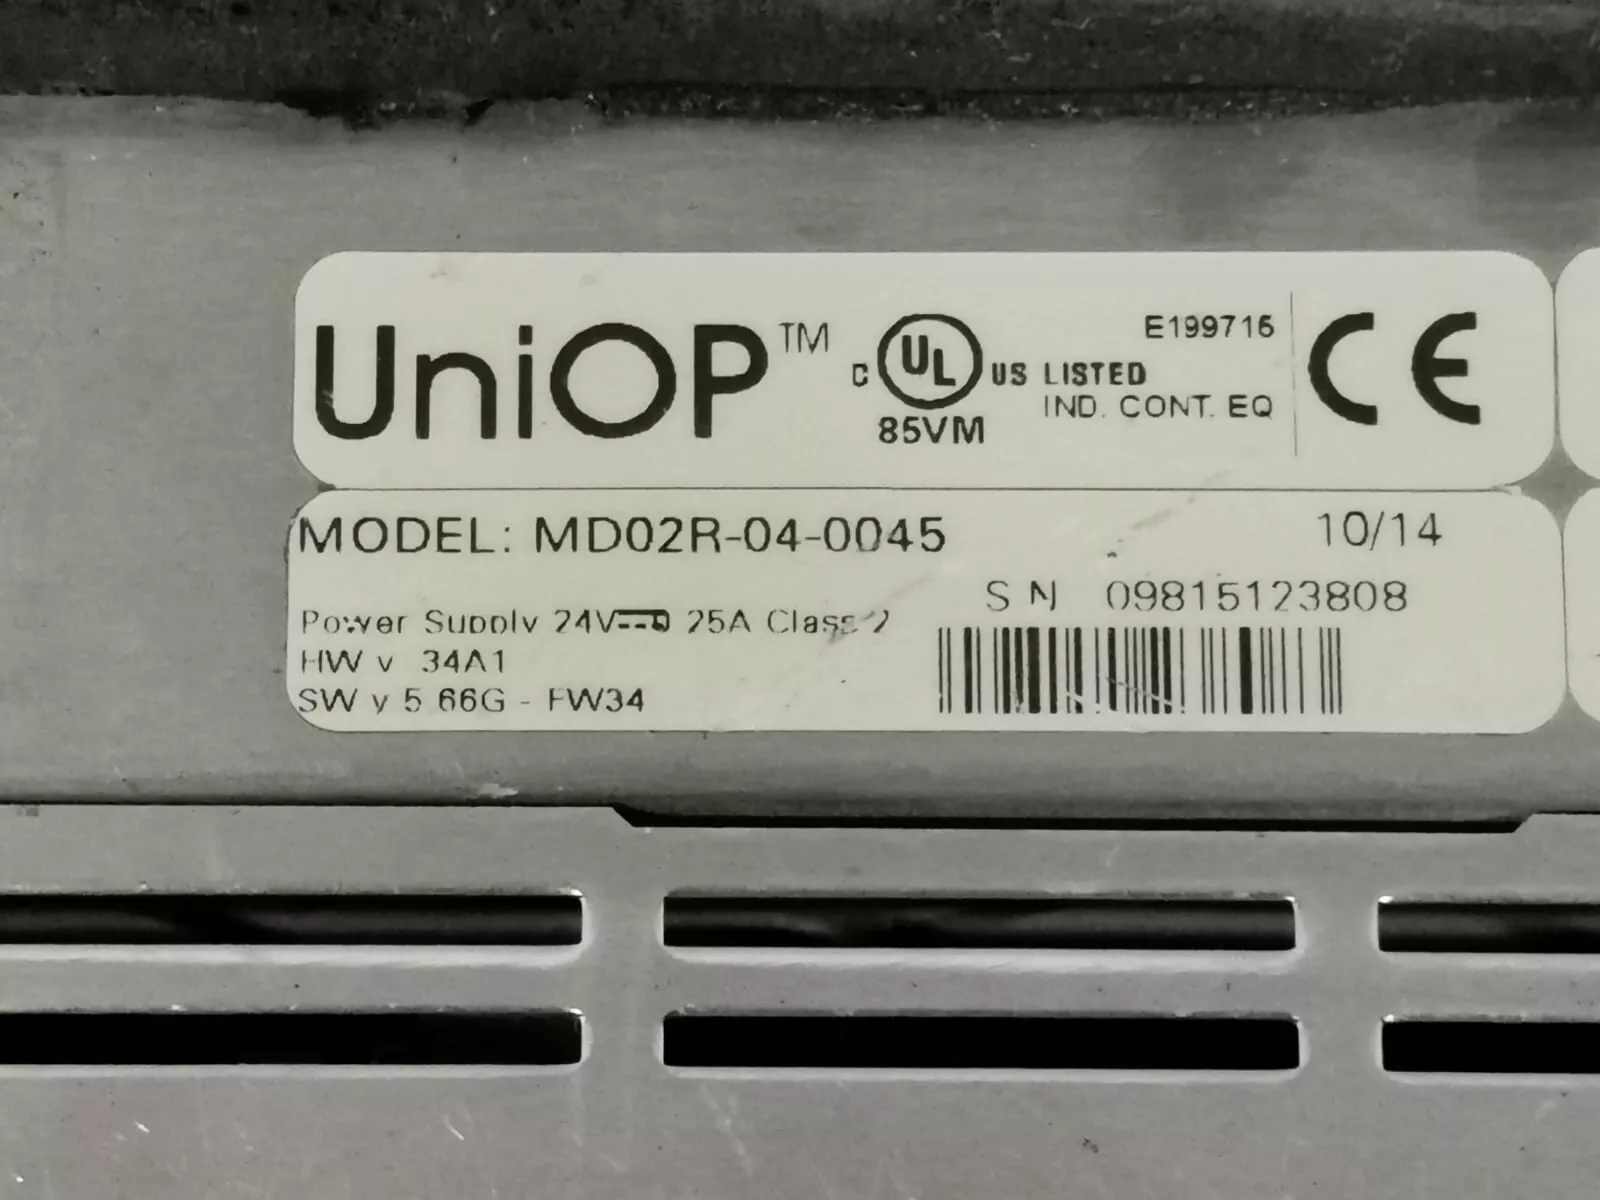 UniOP™
C UL US LISTED
85VM
E199716
IND. CONT. EQ
CE
MODEL: MD02R-04-0045
10/14
S N 09815123808
Power Supply 24V 25A Class 2
HW v 34A1
SW v 5 66G - FW34